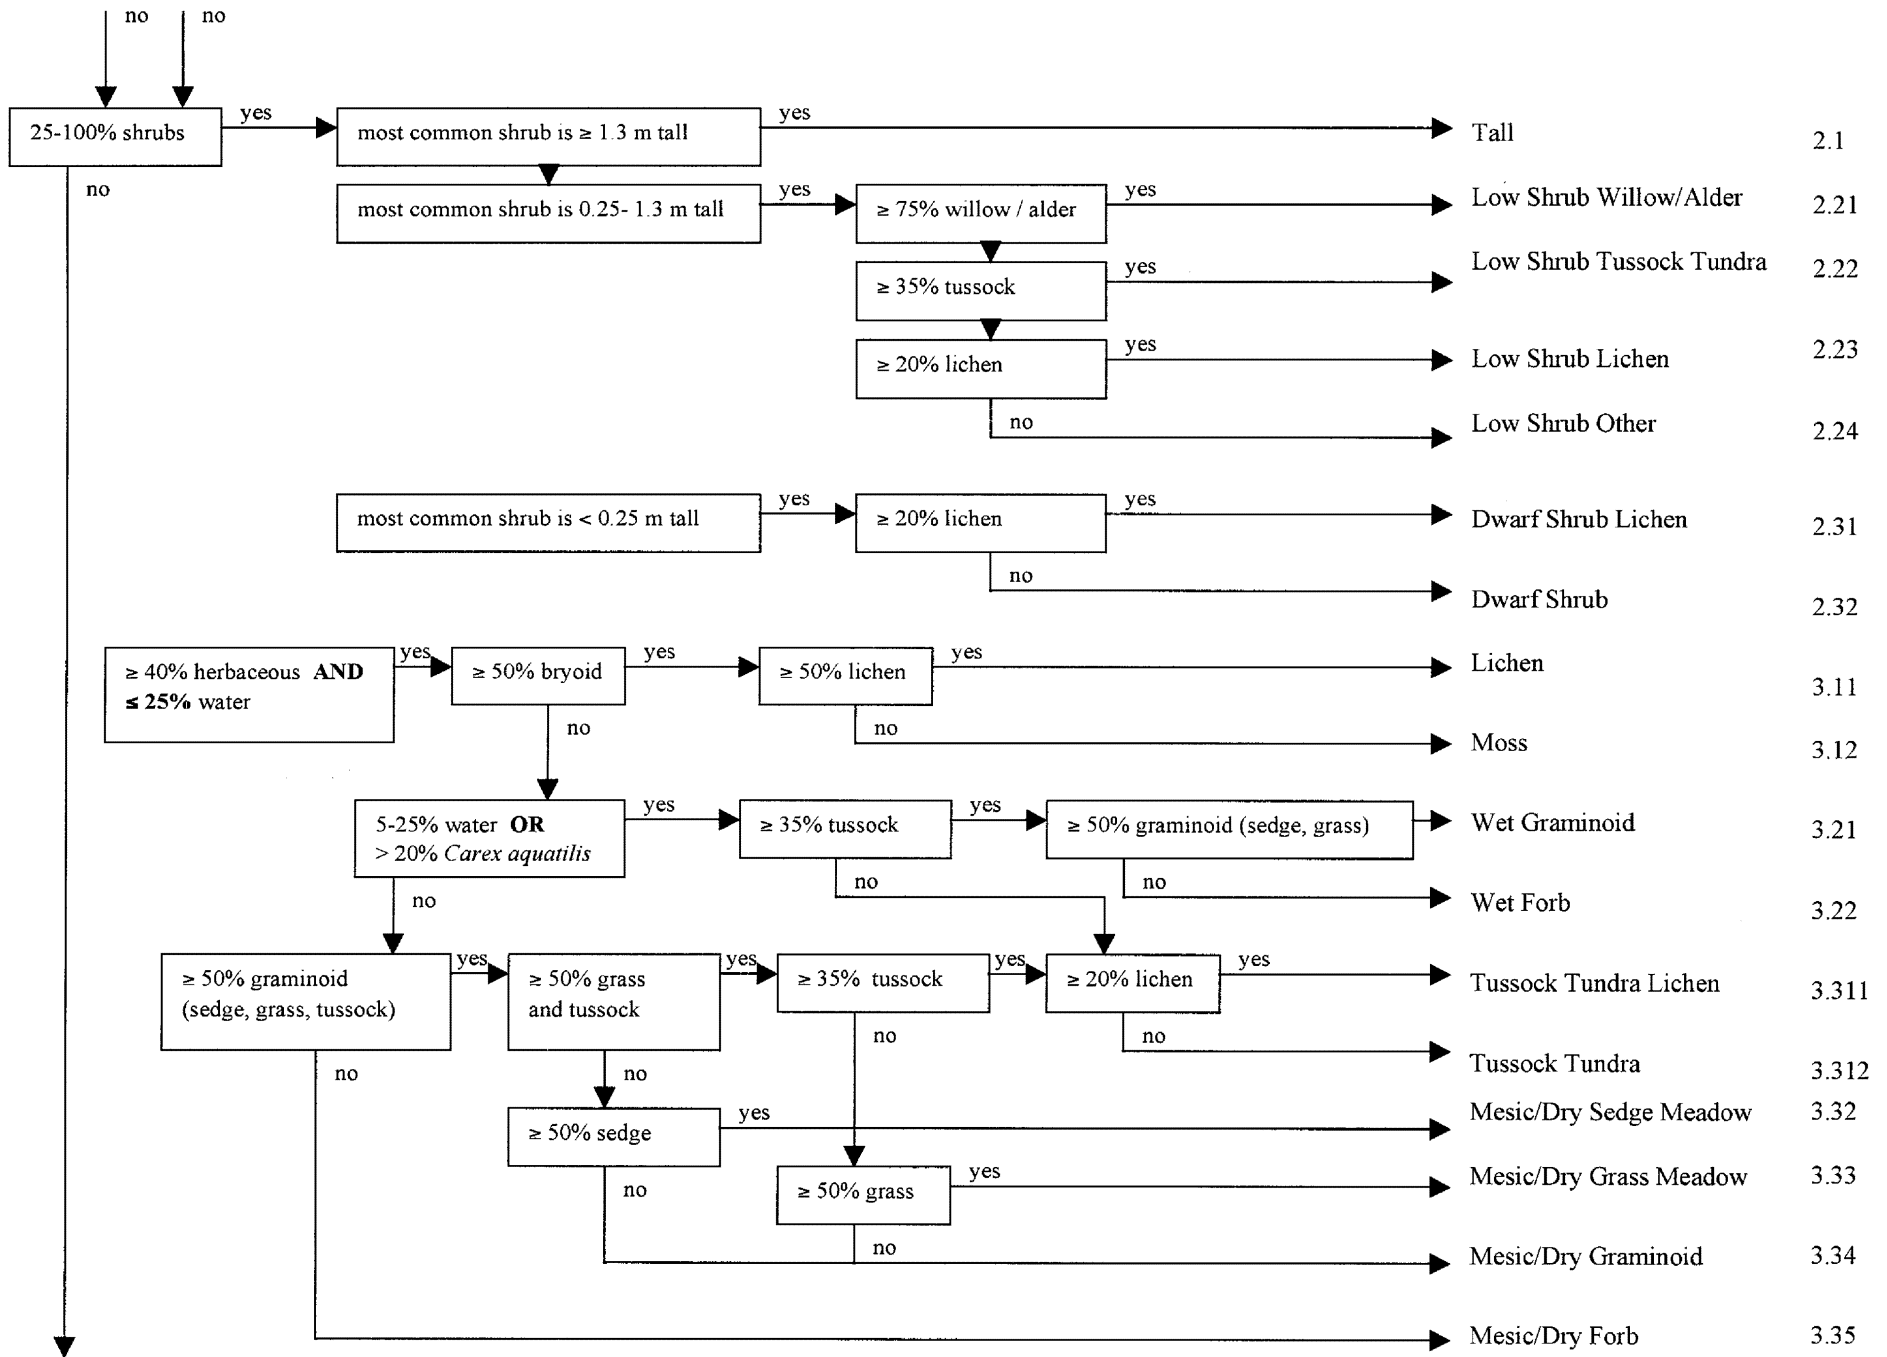 no
no
25-100% shrubs
yes
most common shrub is ≥ 1.3 m tall
yes
Tall
2.1
no
most common shrub is 0.25- 1.3 m tall
yes
≥ 75% willow / alder
yes
Low Shrub Willow/Alder
2.21
≥ 35% tussock
yes
Low Shrub Tussock Tundra
2.22
≥ 20% lichen
yes
Low Shrub Lichen
2.23
no
Low Shrub Other
2.24
most common shrub is < 0.25 m tall
yes
≥ 20% lichen
yes
Dwarf Shrub Lichen
2.31
no
Dwarf Shrub
2.32
≥ 40% herbaceous AND
≤ 25% water
yes
≥ 50% bryoid
yes
≥ 50% lichen
yes
Lichen
3.11
no
no
Moss
3.12
5-25% water OR
> 20% Carex aquatilis
yes
≥ 35% tussock
yes
≥ 50% graminoid (sedge, grass)
Wet Graminoid
3.21
no
no
no
Wet Forb
3.22
≥ 50% graminoid
(sedge, grass, tussock)
yes
≥ 50% grass
and tussock
yes
≥ 35% tussock
yes
≥ 20% lichen
yes
Tussock Tundra Lichen
3.311
no
no
no
no
Tussock Tundra
3.312
≥ 50% sedge
yes
Mesic/Dry Sedge Meadow
3.32
no
≥ 50% grass
yes
Mesic/Dry Grass Meadow
3.33
no
Mesic/Dry Graminoid
3.34
Mesic/Dry Forb
3.35